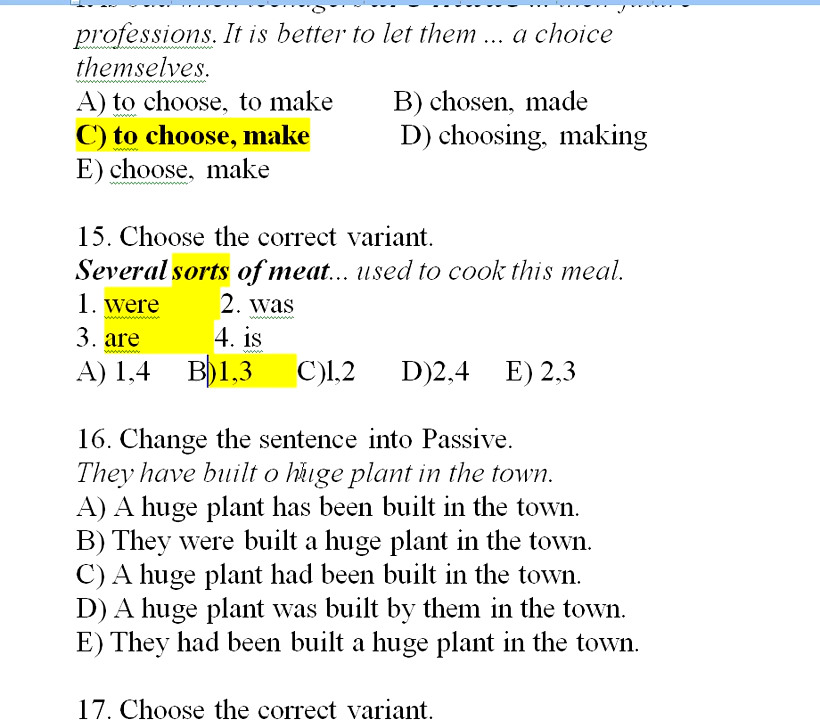 professions. It is better to let them ... a choice
themselves.
A) to choose, to make B) chosen, made
C) to choose, make D) choosing, making
E) choose, make
15. Choose the correct variant.
Several sorts of meat... used to cook this meal.
1. were 2. was
3. are 4. is
A) 1,4 B)1,3 C)1,2 D)2,4 E) 2,3
16. Change the sentence into Passive.
They have built o huge plant in the town.
A) A huge plant has been built in the town.
B) They were built a huge plant in the town.
C) A huge plant had been built in the town.
D) A huge plant was built by them in the town.
E) They had been built a huge plant in the town.
17. Choose the correct variant.